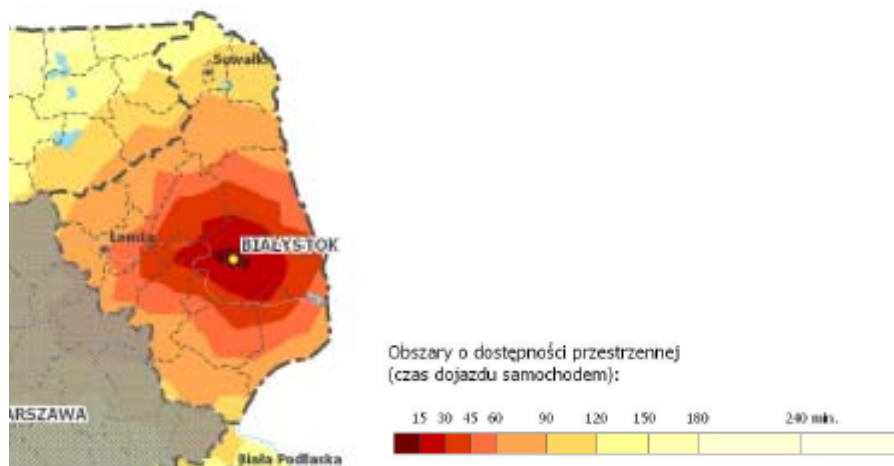 Suwałki
Łomża
BIAŁYSTOK
Obszary o dostępności przestrzennej
(czas dojazdu samochodem):
15 30 45 60 90 120 150 180 240 min.
ARSZAWA
Biała Podlaska